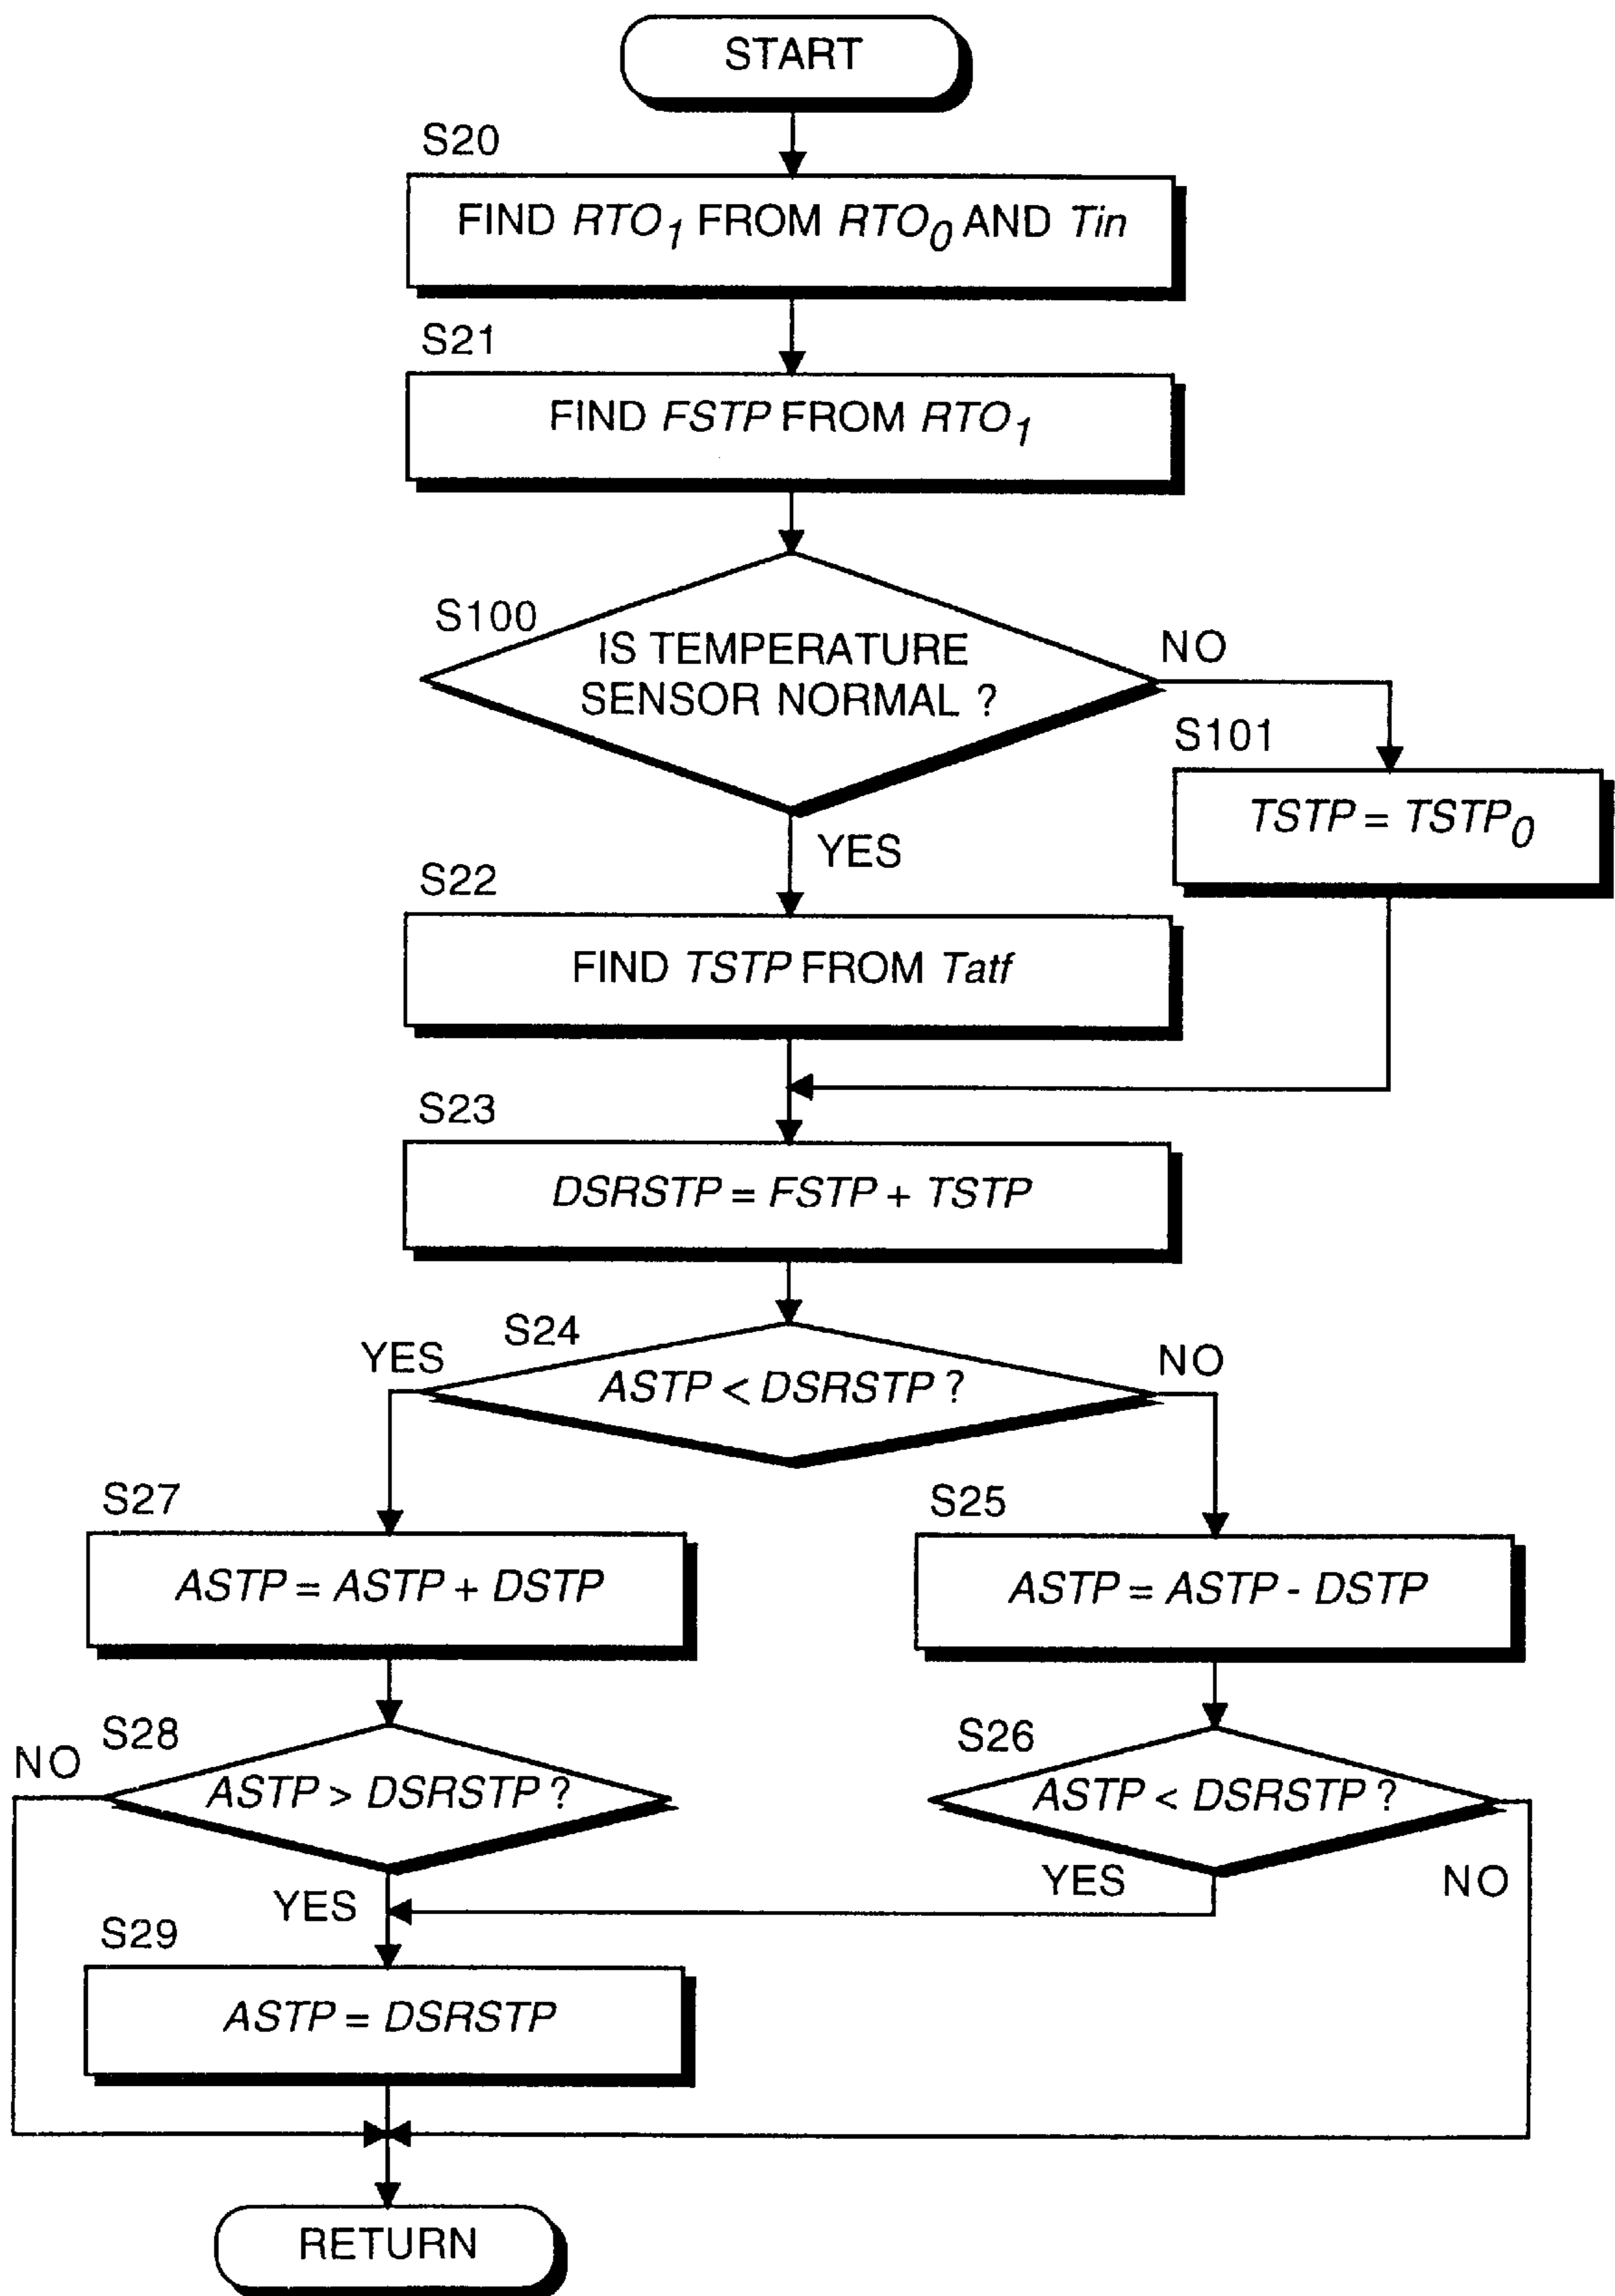 START
S20
FIND RTO1 FROM RTO0 AND Tin
S21
FIND FSTP FROM RTO1
S100
IS TEMPERATURE
SENSOR NORMAL ?
NO
S101
TSTP = TSTP0
YES
S22
FIND TSTP FROM Tatf
S23
DSRSTP = FSTP + TSTP
S24
YES
ASTP < DSRSTP ?
NO
S27
ASTP = ASTP + DSTP
S25
ASTP = ASTP - DSTP
S28
NO
ASTP > DSRSTP ?
S26
ASTP < DSRSTP ?
YES
NO
YES
S29
ASTP = DSRSTP
RETURN